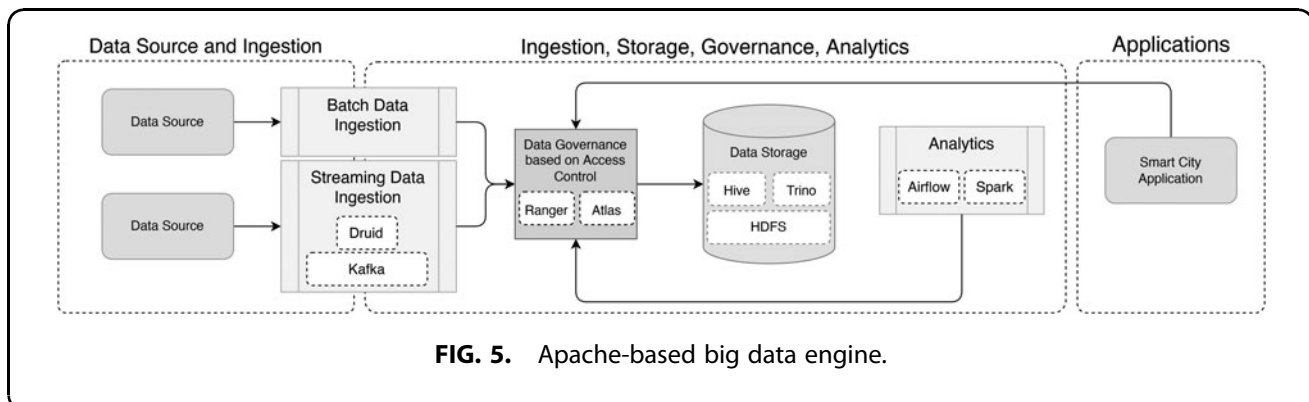 Data Source and Ingestion
Ingestion, Storage, Governance, Analytics
Applications
Data Source
Batch Data
Ingestion
Data Source
Streaming Data
Ingestion
Druid
Kafka
Data Governance
based on Access
Control
Ranger
Atlas
Data Storage
Hive
Trino
HDFS
Analytics
Airflow
Spark
Smart City
Application
FIG. 5. Apache-based big data engine.